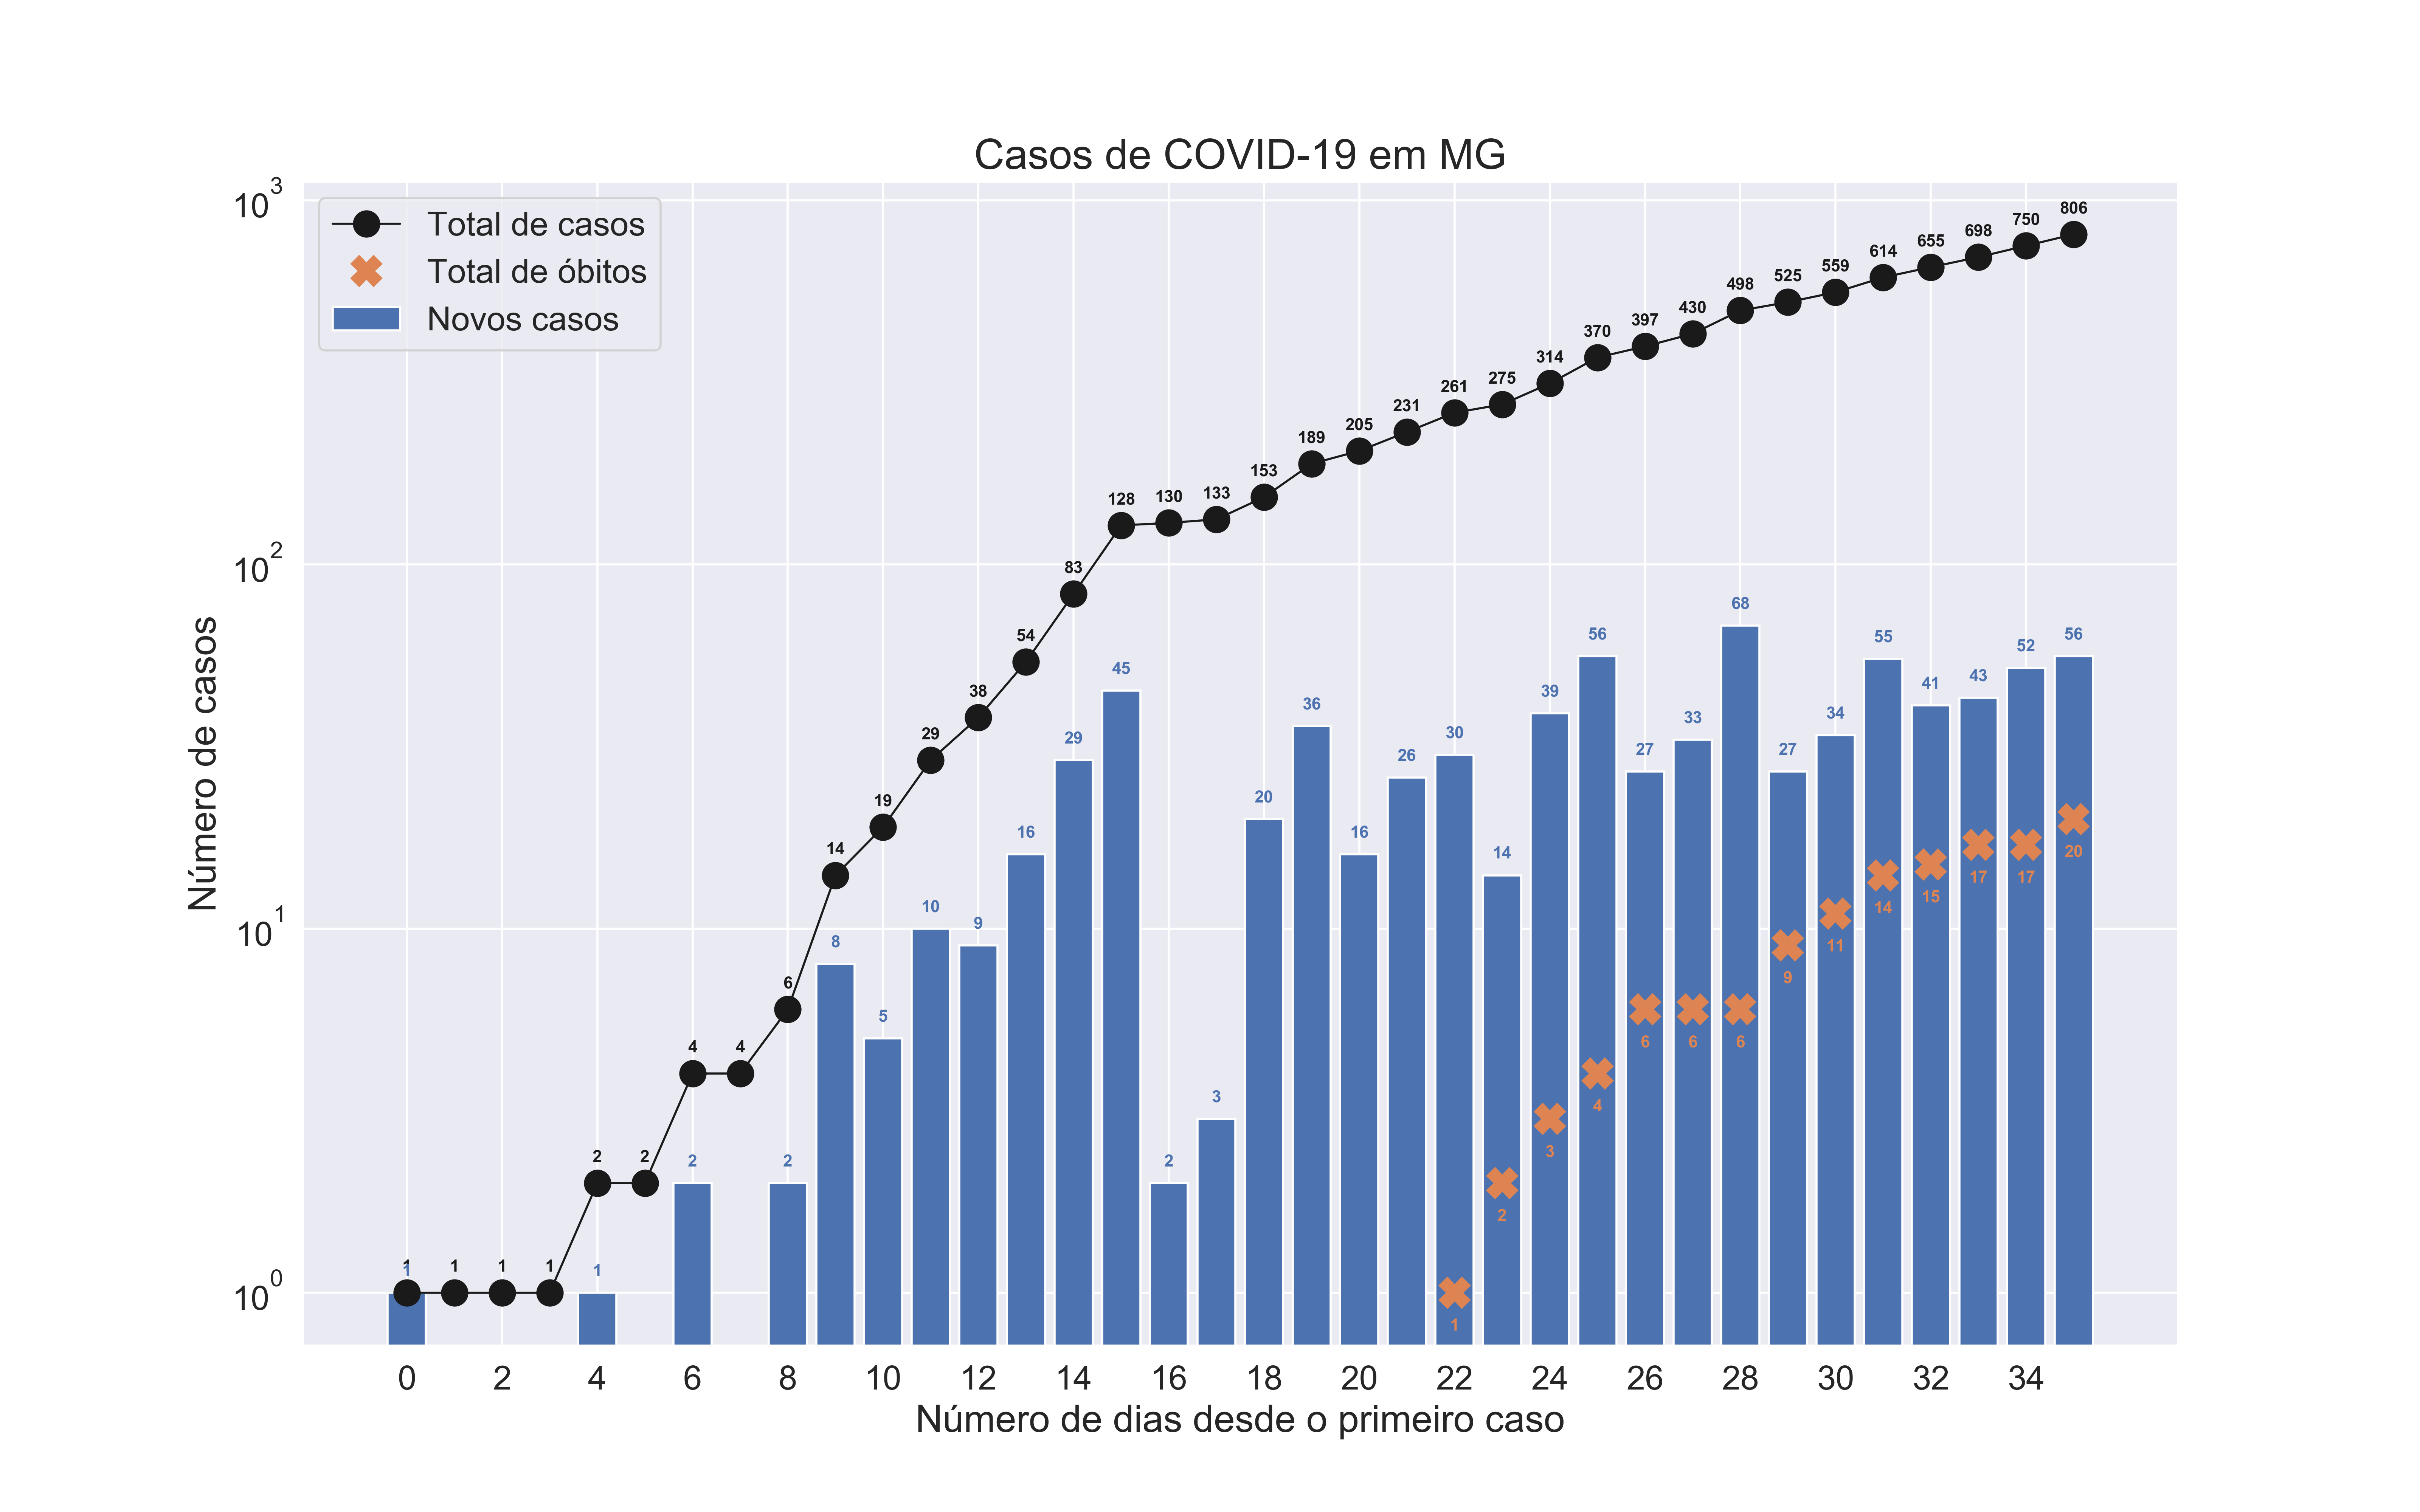 Casos de COVID-19 em MG
10^3
10^2
10^1
10^0
Número de casos
Total de casos
Total de óbitos
Novos casos
1 1 1 1 2 2 4 4 6 14 19 29 38 54 83 128 130 133 153 189 205 231 261 275 314 370 397 430 498 525 559 614 655 698 750 806
1 1 2 2 8 5 10 9 16 29 45 2 3 20 36 16 26 30 14 39 56 27 33 68 27 34 55 41 43 52 56
1 2 3 4 6 6 6 9 11 14 15 17 17 20
0 2 4 6 8 10 12 14 16 18 20 22 24 26 28 30 32 34
Número de dias desde o primeiro caso